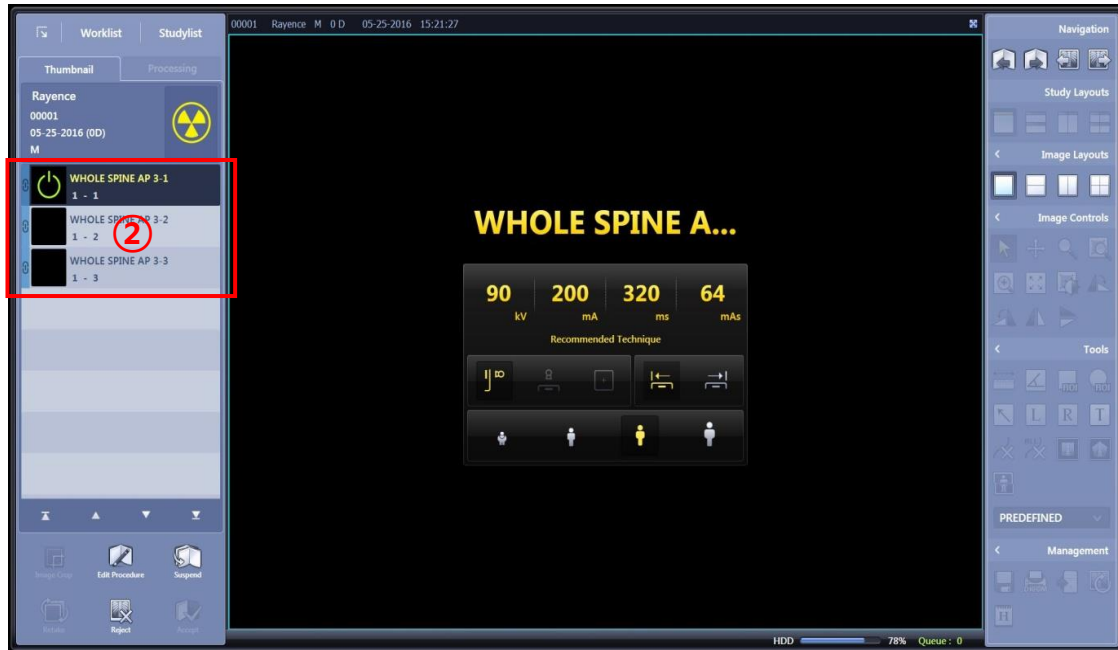 00001 Rayence M 0 D 05-25-2016 15:21:27
Worklist Studylist
Thumbnail Processing
Rayence
00001
05-25-2016 (0D)
M
WHOLE SPINE AP 3-1
1 - 1
WHOLE SPINE AP 3-2
1 - 2
②
WHOLE SPINE AP 3-3
1 - 3
Image Crop Edit Procedure Suspend
Retake Reject Accept
WHOLE SPINE A...
90 200 320 64
kV mA ms mAs
Recommended Technique
HDD 78% Queue : 0
Navigation
Study Layouts
Image Layouts
Image Controls
Tools
ROI ROI
L R T
PREDEFINED
Management
H